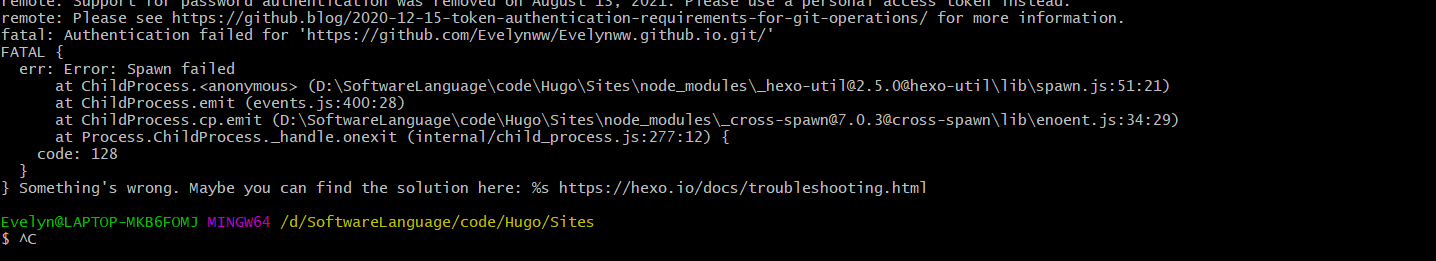 remote: Support for password authentication was removed on August 13, 2021. Please use a personal access token instead.
remote: Please see https://github.blog/2020-12-15-token-authentication-requirements-for-git-operations/ for more information.
fatal: Authentication failed for 'https://github.com/Evelynww/Evelynww.github.io.git/'
FATAL {
  err: Error: Spawn failed
      at ChildProcess.<anonymous> (D:\SoftwareLanguage\code\Hugo\Sites\node_modules\_hexo-util@2.5.0@hexo-util\lib\spawn.js:51:21)
      at ChildProcess.emit (events.js:400:28)
      at ChildProcess.cp.emit (D:\SoftwareLanguage\code\Hugo\Sites\node_modules\_cross-spawn@7.0.3@cross-spawn\lib\enoent.js:34:29)
      at Process.ChildProcess._handle.onexit (internal/child_process.js:277:12) {
    code: 128
  }
} Something's wrong. Maybe you can find the solution here: %s https://hexo.io/docs/troubleshooting.html
Evelyn@LAPTOP-MKB6FOMJ MINGW64 /d/SoftwareLanguage/code/Hugo/Sites
$ ^C